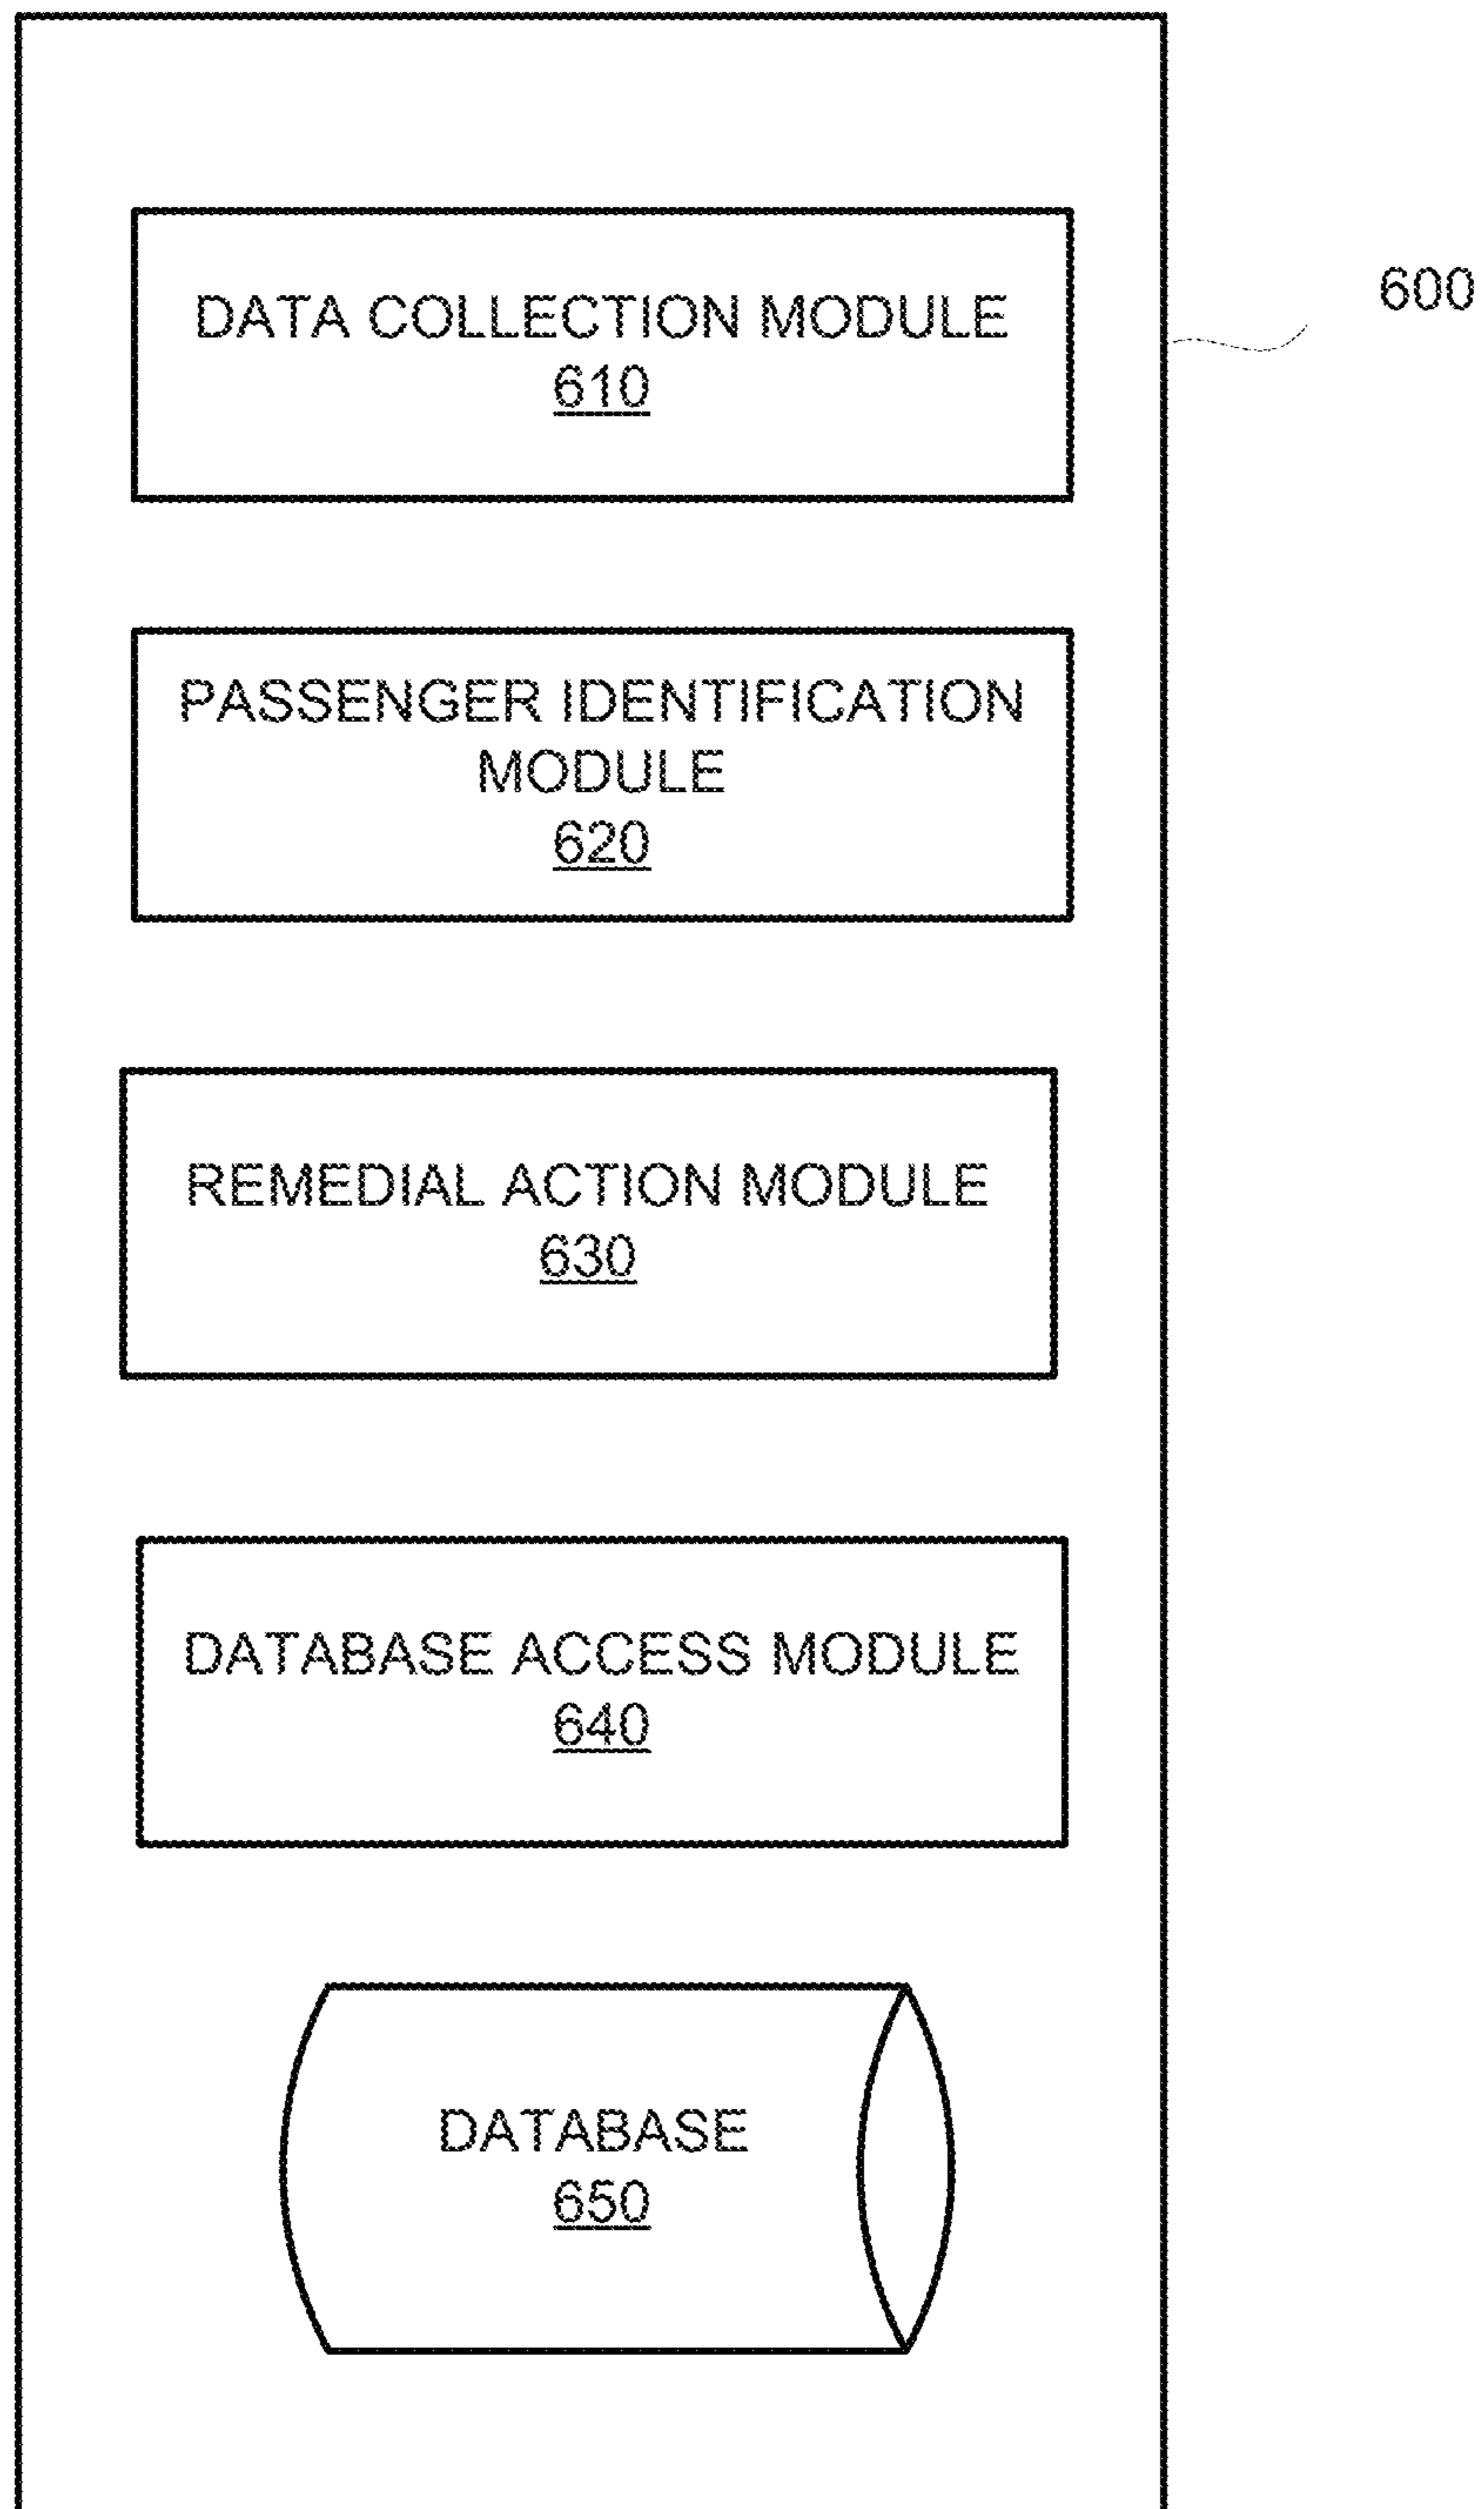 DATA COLLECTION MODULE
610
600
PASSENGER IDENTIFICATION
MODULE
620
REMEDIAL ACTION MODULE
630
DATABASE ACCESS MODULE
640
DATABASE
650